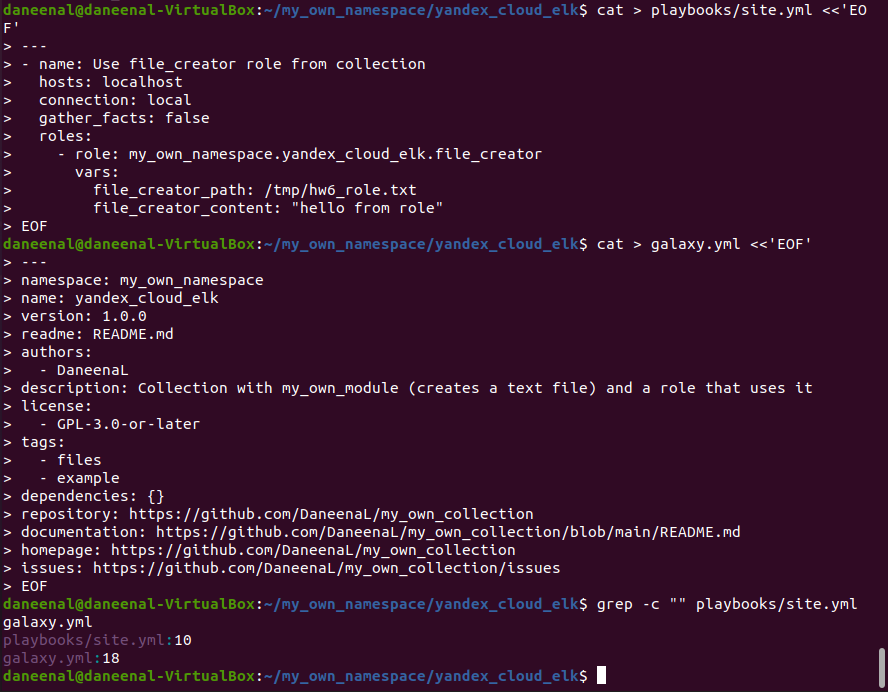 daneenal@daneenal-VirtualBox:~/my_own_namespace/yandex_cloud_elk$ cat > playbooks/site.yml <<'EO
F'
> ---
> - name: Use file_creator role from collection
>   hosts: localhost
>   connection: local
>   gather_facts: false
>   roles:
>     - role: my_own_namespace.yandex_cloud_elk.file_creator
>       vars:
>         file_creator_path: /tmp/hw6_role.txt
>         file_creator_content: "hello from role"
> EOF
daneenal@daneenal-VirtualBox:~/my_own_namespace/yandex_cloud_elk$ cat > galaxy.yml <<'EOF'
> ---
> namespace: my_own_namespace
> name: yandex_cloud_elk
> version: 1.0.0
> readme: README.md
> authors:
>   - DaneenaL
> description: Collection with my_own_module (creates a text file) and a role that uses it
> license:
>   - GPL-3.0-or-later
> tags:
>   - files
>   - example
> dependencies: {}
> repository: https://github.com/DaneenaL/my_own_collection
> documentation: https://github.com/DaneenaL/my_own_collection/blob/main/README.md
> homepage: https://github.com/DaneenaL/my_own_collection
> issues: https://github.com/DaneenaL/my_own_collection/issues
> EOF
daneenal@daneenal-VirtualBox:~/my_own_namespace/yandex_cloud_elk$ grep -c "" playbooks/site.yml
galaxy.yml
playbooks/site.yml:10
galaxy.yml:18
daneenal@daneenal-VirtualBox:~/my_own_namespace/yandex_cloud_elk$